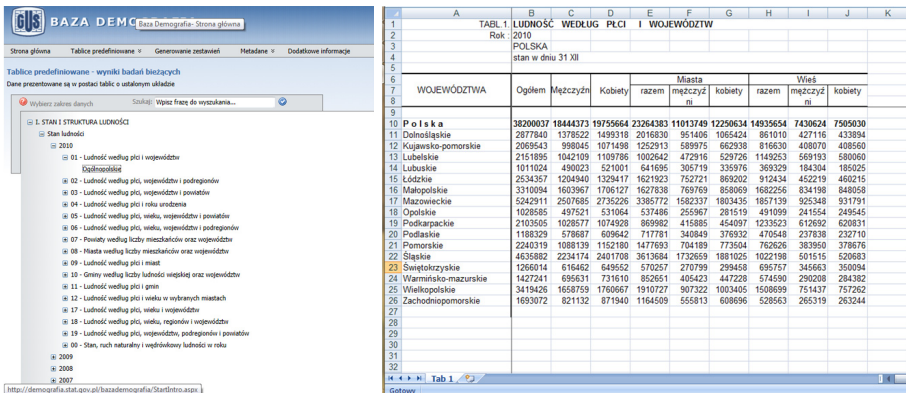 GUS BAZA DEMO
Baza Demografia- Strona główna
Strona główna Tablice predefiniowane Generowanie zestawień Metadane Dodatkowe informacje
Tablice predefiniowane - wyniki badań bieżących
Dane prezentowane są w postaci tablic o ustalonym układzie
Wybierz zakres danych Szukaj: Wpisz frazę do wyszukania...
I. STAN I STRUKTURA LUDNOŚCI
Stan ludności
2010
01 - Ludność według płci i województw
Ogólnopolskie
02 - Ludność według płci, województw i podregionów
03 - Ludność według płci, województw i powiatów
04 - Ludność według płci i roku urodzenia
05 - Ludność według płci, wieku, województw i powiatów
06 - Ludność według płci, wieku, województw i podregionów
07 - Powiaty według liczby mieszkańców oraz województw
08 - Miasta według liczby mieszkańców oraz województw
09 - Ludność według płci i miast
10 - Gminy według liczby ludności wiejskiej oraz województw
11 - Ludność według płci i gmin
12 - Ludność według płci i wieku w wybranych miastach
17 - Ludność według płci, wieku i województw
18 - Ludność według płci, wieku, regionów i województw
19 - Ludność według płci, województw, podregionów i powiatów
00 - Stan, ruch naturalny i wędrówkowy ludności w roku
2009
2008
2007
http://demografia.stat.gov.pl/bazademografia/StartIntro.aspx
A B C D E F G H I J K
1 TABL.1. LUDNOŚĆ WEDŁUG PŁCI I WOJEWÓDZTW
2 Rok : 2010
3 POLSKA
4 stan w dniu 31 XII
5
6 Miasta Wieś
7 WOJEWÓDZTWA Ogółem Mężczyźn Kobiety razem mężczyź kobiety razem mężczyź kobiety
8 ni ni
9
10 P o l s k a 38200037 18444373 19755664 23264383 11013749 12250634 14935654 7430624 7505030
11 Dolnośląskie 2877840 1378522 1499318 2016830 951406 1065424 861010 427116 433894
12 Kujawsko-pomorskie 2069543 998045 1071498 1252913 589975 662938 816630 408070 408560
13 Lubelskie 2151895 1042109 1109786 1002642 472916 529726 1149253 569193 580060
14 Lubuskie 1011024 490023 521001 641695 305719 335976 369329 184304 185025
15 Łódzkie 2534357 1204940 1329417 1621923 752721 869202 912434 452219 460215
16 Małopolskie 3310094 1603967 1706127 1627838 769769 858069 1682256 834198 848058
17 Mazowieckie 5242911 2507685 2735226 3385772 1582337 1803435 1857139 925348 931791
18 Opolskie 1028585 497521 531064 537486 255967 281519 491099 241554 249545
19 Podkarpackie 2103505 1028577 1074928 869982 415885 454097 1233523 612692 620831
20 Podlaskie 1188329 578687 609642 717781 340849 376932 470548 237838 232710
21 Pomorskie 2240319 1088139 1152180 1477693 704189 773504 762626 383950 378676
22 Śląskie 4635882 2234174 2401708 3613684 1732659 1881025 1022198 501515 520683
23 Świętokrzyskie 1266014 616462 649552 570257 270799 299458 695757 345663 350094
24 Warmińsko-mazurskie 1427241 695631 731610 852651 405423 447228 574590 290208 284382
25 Wielkopolskie 3419426 1658759 1760667 1910727 907322 1003405 1508699 751437 757262
26 Zachodniopomorskie 1693072 821132 871940 1164509 555813 608696 528563 265319 263244
27
28
29
30
31
32
Tab 1
Gotowy